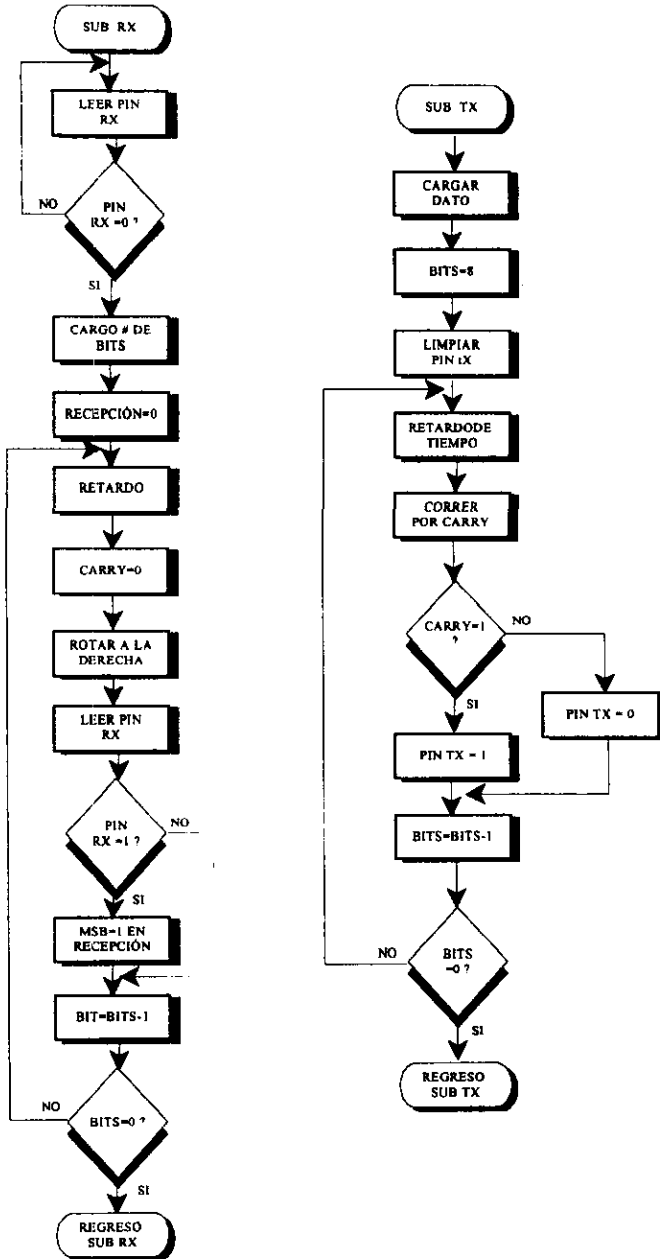 SUB RX
LEER PIN
RX
PIN
RX =0 ?
NO
SI
CARGO # DE
BITS
RECEPCIÓN=0
RETARDO
CARRY=0
ROTAR A LA
DERECHA
LEER PIN
RX
PIN
RX =1 ?
NO
SI
MSB=1 EN
RECEPCIÓN
BIT=BITS-1
NO
BITS=0 ?
SI
REGRESO
SUB RX
SUB TX
CARGAR
DATO
BITS=8
LIMPIAR
PIN tX
RETARDODE
TIEMPO
CORRER
POR CARRY
CARRY=1
?
NO
SI
PIN TX = 0
PIN TX = 1
BITS=BITS-1
NO
BITS
=0 ?
SI
REGRESO
SUB TX